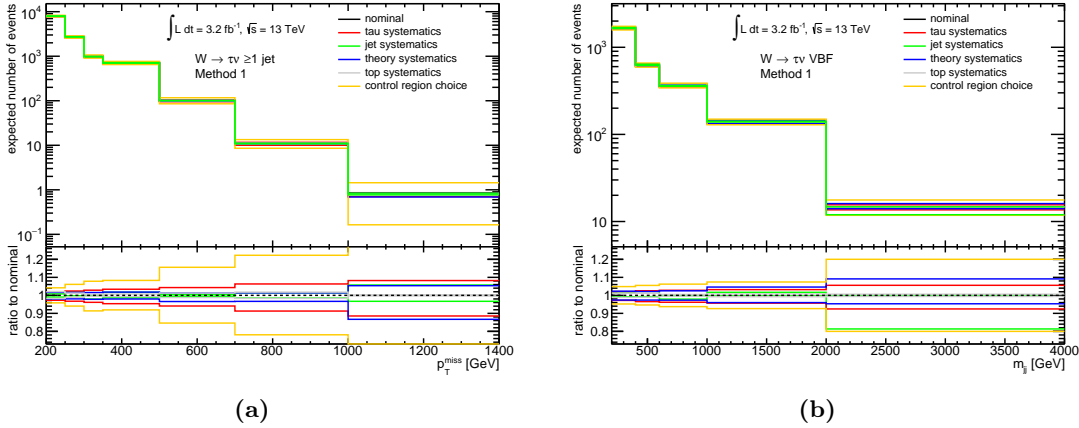 expected number of events
10⁴
10³
10²
10
1
10⁻¹
∫ L dt = 3.2 fb⁻¹, √s = 13 TeV
W → τν ≥1 jet
Method 1
nominal
tau systematics
jet systematics
theory systematics
top systematics
control region choice
ratio to nominal
1.2
1.1
1
0.9
0.8
200 400 600 800 1000 1200 1400
p_T^miss [GeV]
(a)
expected number of events
10³
10²
10
∫ L dt = 3.2 fb⁻¹, √s = 13 TeV
W → τν VBF
Method 1
nominal
tau systematics
jet systematics
theory systematics
top systematics
control region choice
ratio to nominal
1.2
1.1
1
0.9
0.8
500 1000 1500 2000 2500 3000 3500 4000
m_jj [GeV]
(b)